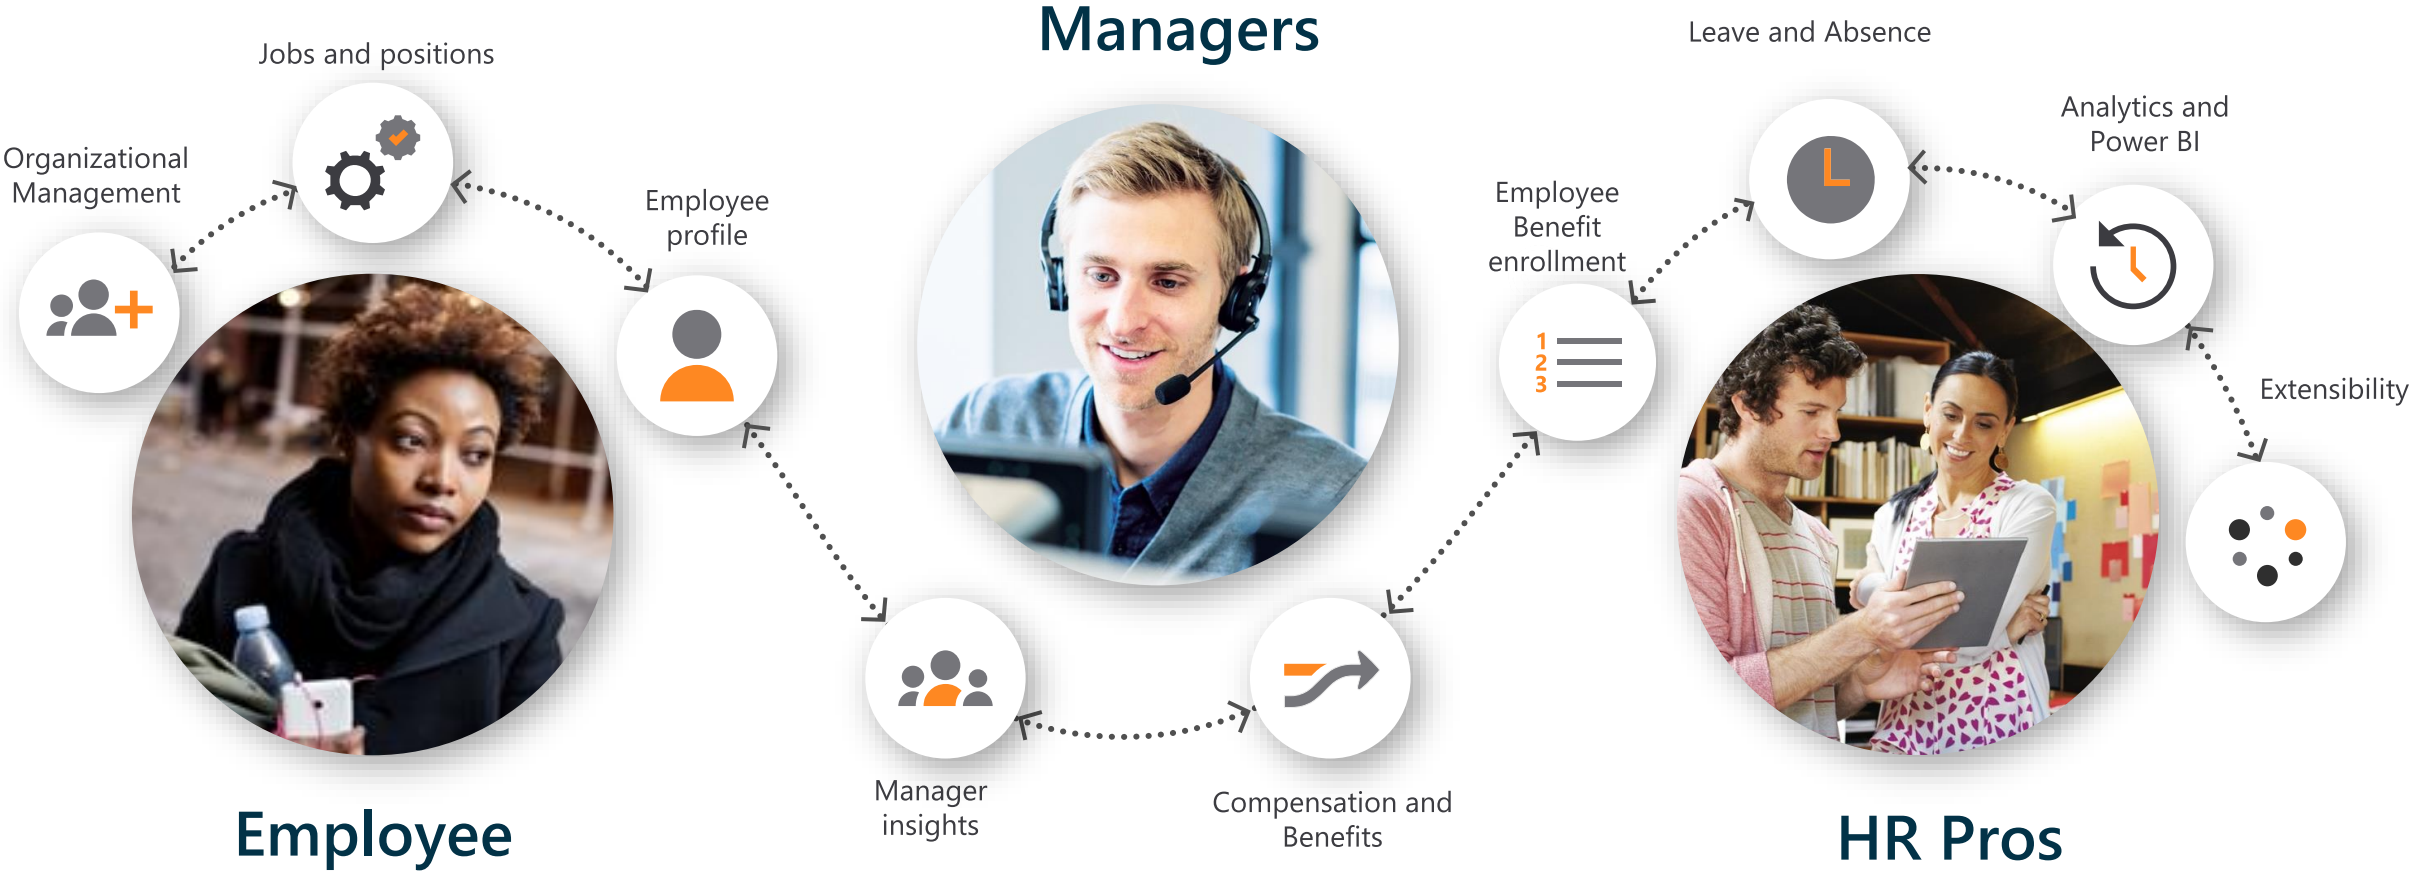 Jobs and positions
Organizational
Management
Employee
profile
Employee
Managers
Manager
insights
Compensation and
Benefits
Employee
Benefit
enrollment
1
2
3
Leave and Absence
Analytics and
Power BI
Extensibility
HR Pros